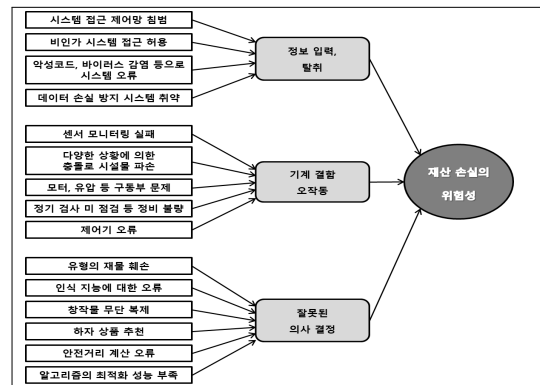 시스템 접근 제어망 침범
비인가 시스템 접근 허용
악성코드, 바이러스 감염 등으로
시스템 오류
데이터 손실 방지 시스템 취약
정보 입력,
탈취
센서 모니터링 실패
다양한 상황에 의한
충돌로 시설물 파손
모터, 유압 등 구동부 문제
정기 검사 미 점검 등 정비 불량
제어기 오류
기계 결함
오작동
유형의 재물 훼손
인식 지능에 대한 오류
창작물 무단 복제
하자 상품 추천
안전거리 계산 오류
알고리즘의 최적화 성능 부족
잘못된
의사 결정
재산 손실의
위험성